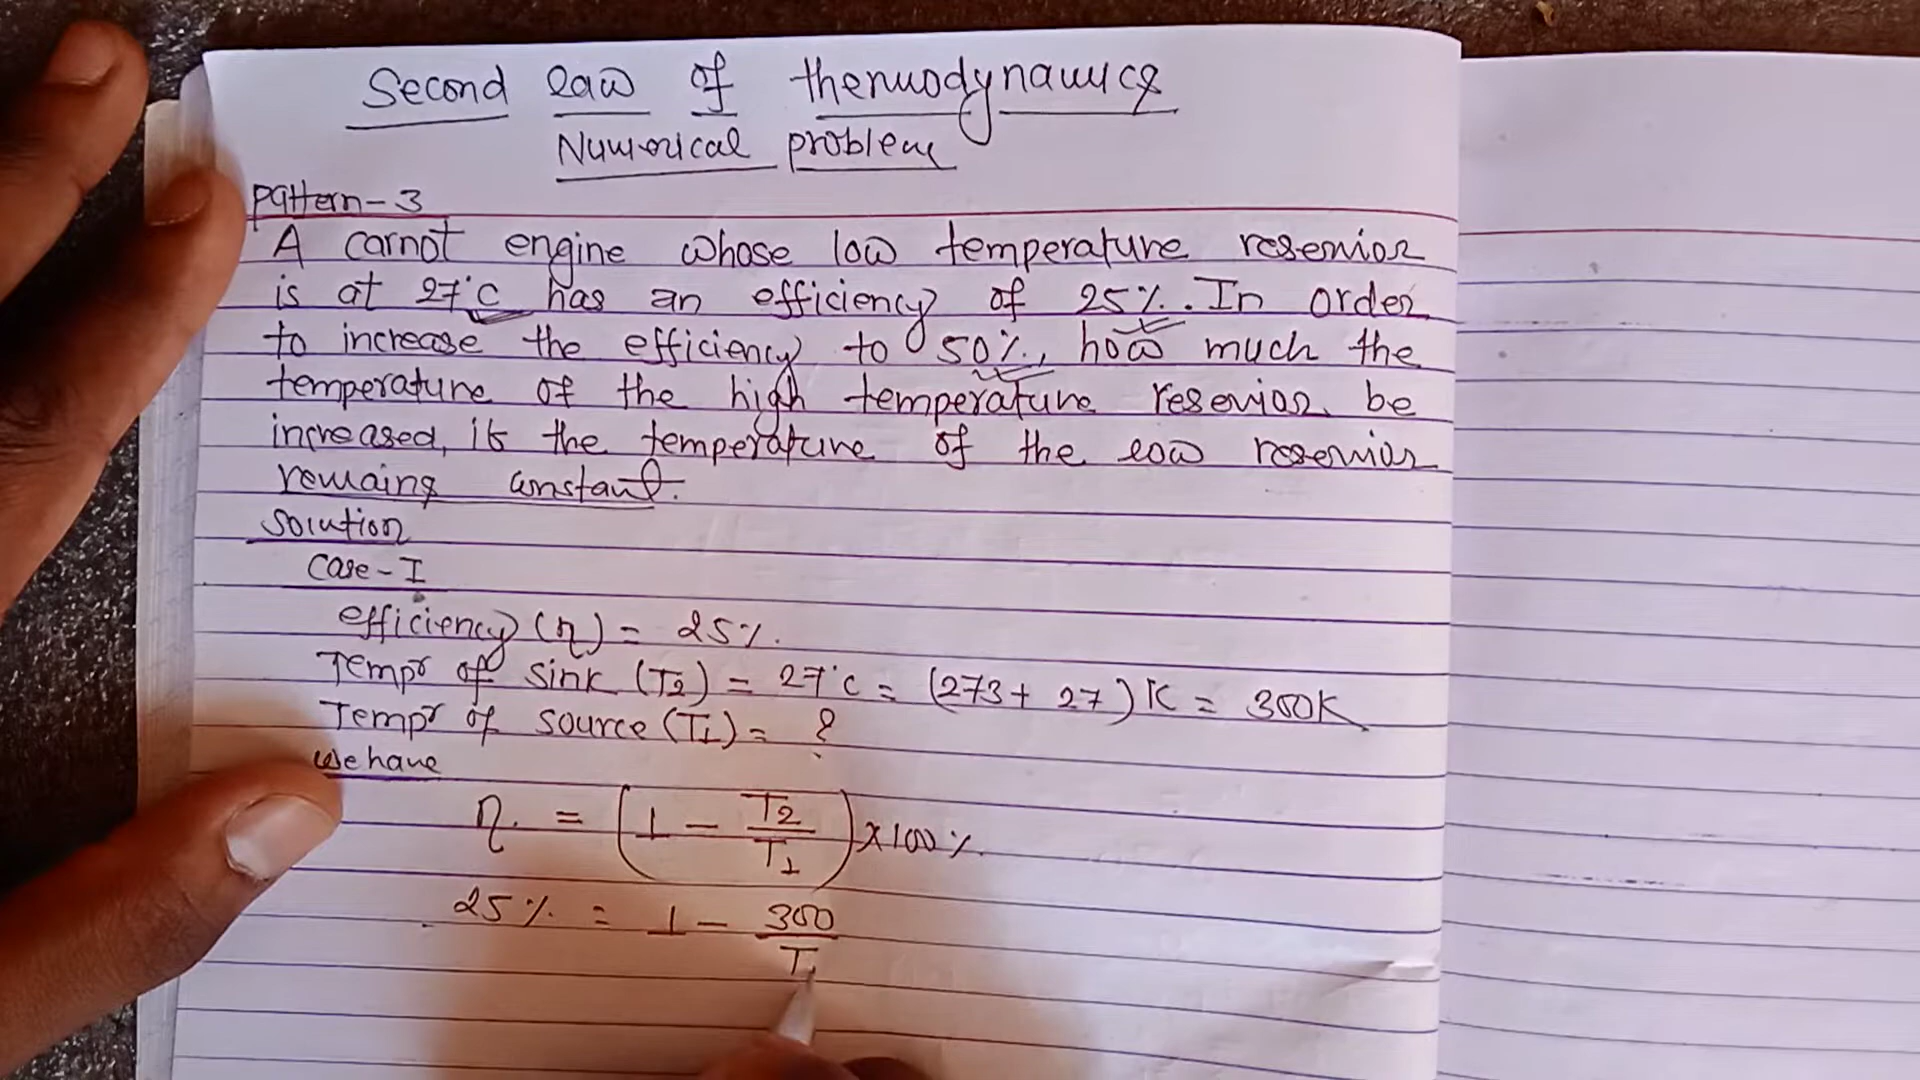 Second law of thermodynamics
Numerical problem
Pattern-3
A carnot engine whose low temperature reservior
is at 27°C has an efficiency of 25%. In order
to increase the efficiency to 50%, how much the
temperature of the high temperature reservior be
increased, if the temperature of the low reservior
remains constant.
Solution
Case-I
efficiency (η) = 25%.
Tempr of sink (T2) = 27°C = (273+ 27)K = 300K
Tempr of source (T1) = ?
We have
η = (1 - T2/T1) × 100%
25% = 1 - 300/T1